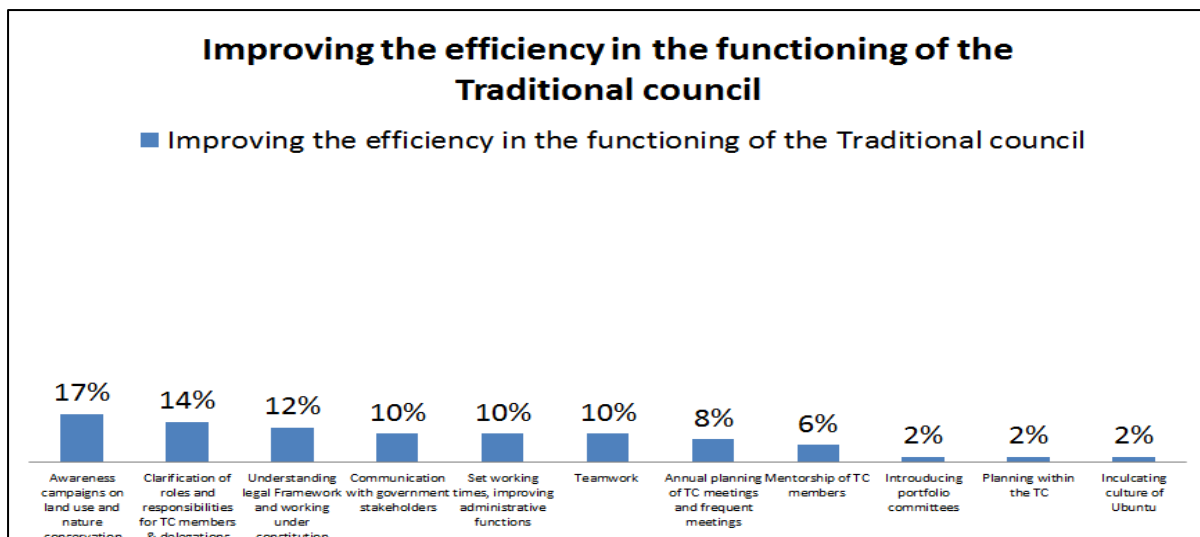 Improving the efficiency in the functioning of the
Traditional council
Improving the efficiency in the functioning of the Traditional council
17%
14%
12%
10%
10%
10%
8%
6%
2%
2%
2%
Awareness
campaigns on
land use and
nature
conservation
Clarification of
roles and
responsibilities
for TC members
& delegations
Understanding
legal Framework
and working
under
constitution
Communication
with government
stakeholders
Set working
times, improving
administrative
functions
Teamwork
Annual planning
of TC meetings
and frequent
meetings
Mentorship of TC
members
Introuducing
portfolio
committees
Planning within
the TC
Inculcating
culture of
Ubuntu